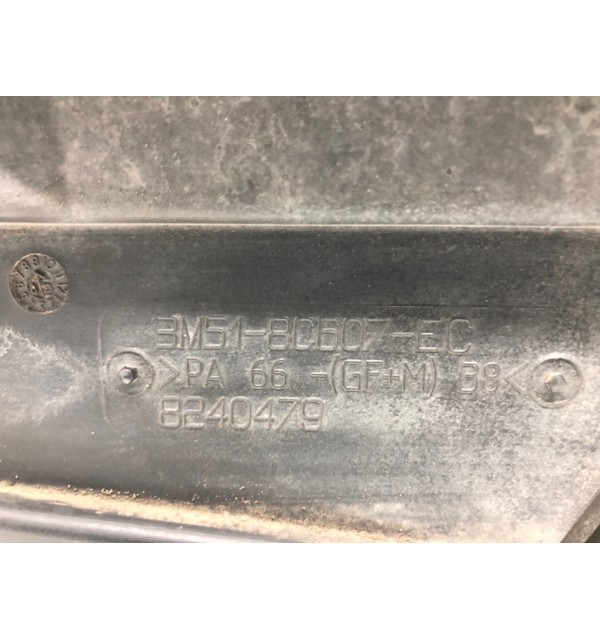 3M51-8C607-EC
>PA 66 -(GF+M) 38<
8240479